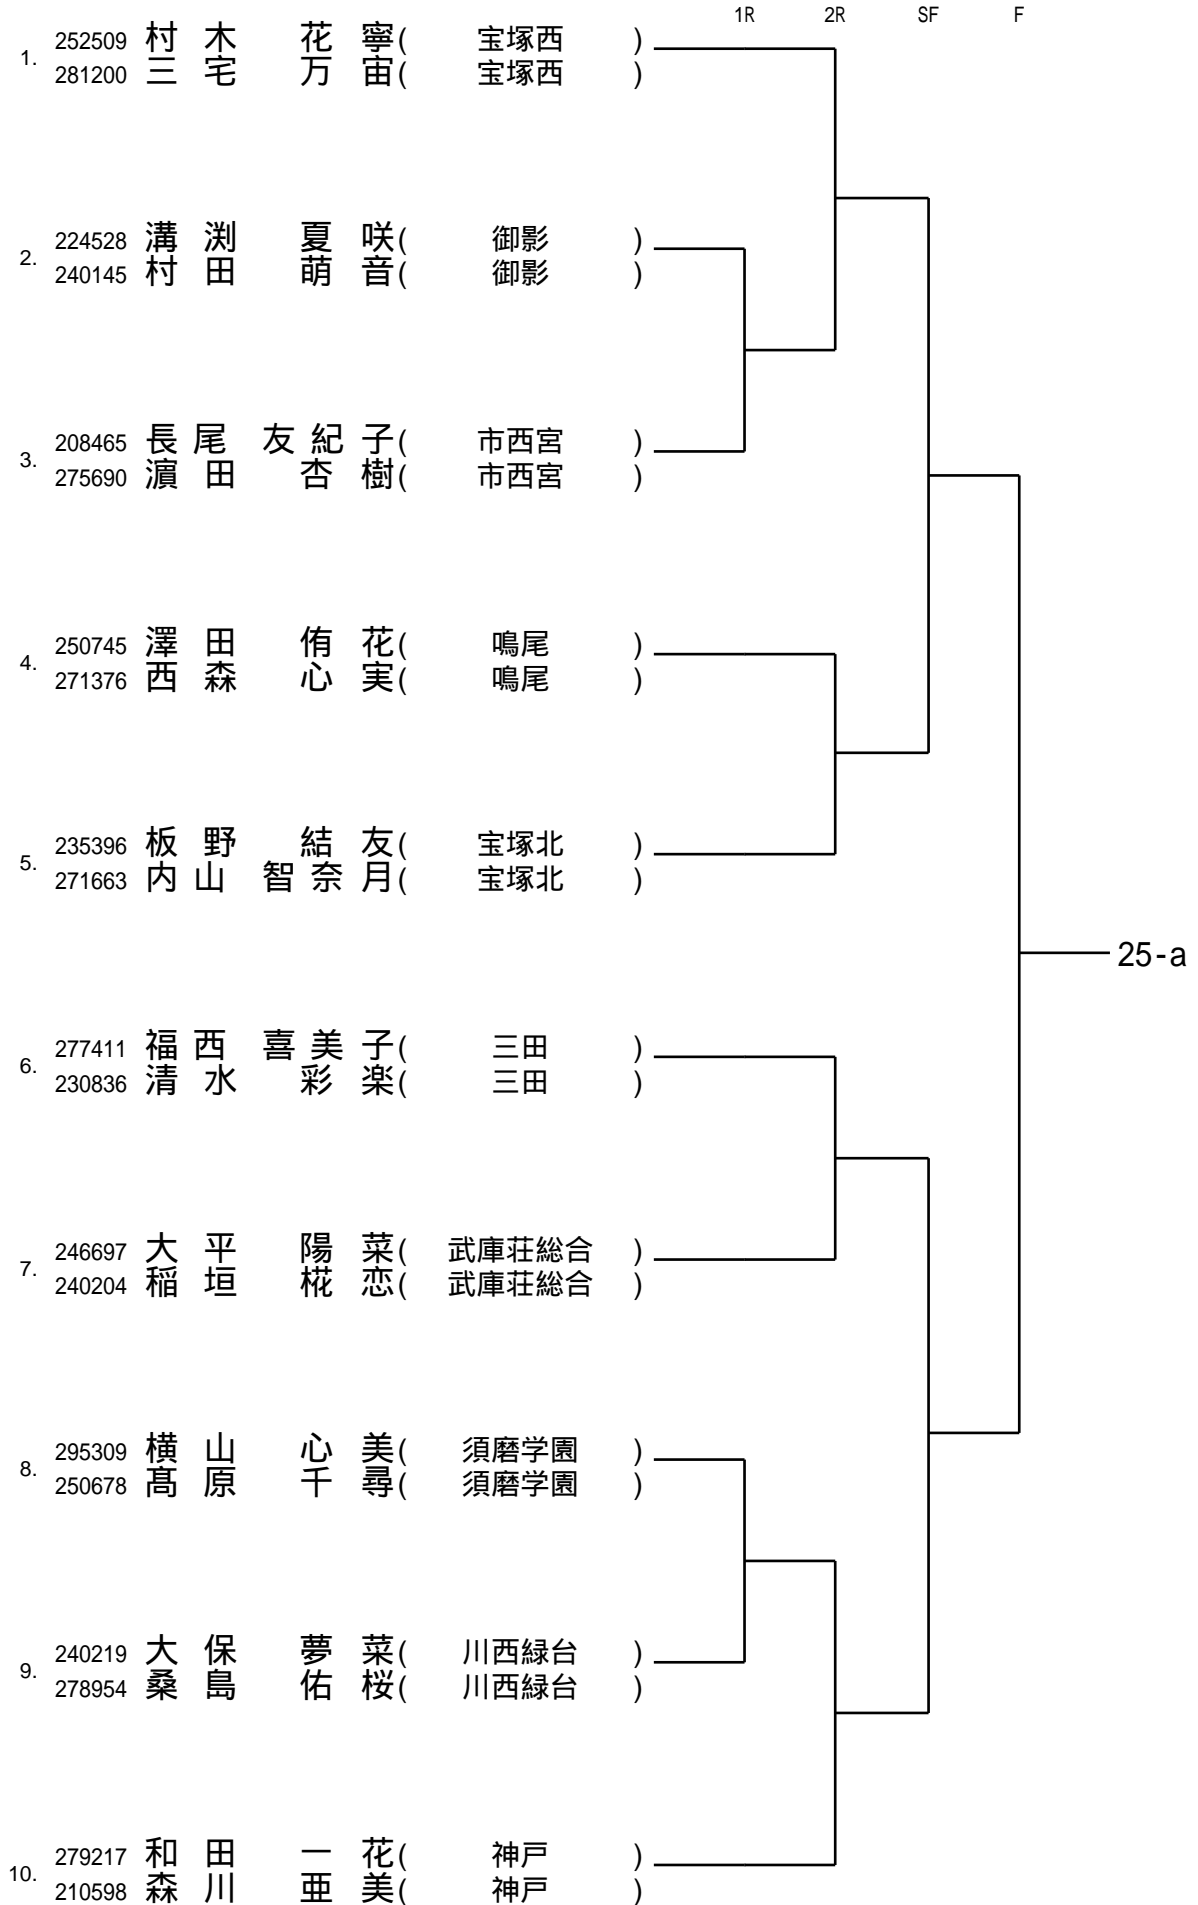 1R 2R SF F
1. 252509 村木 花寧( 宝塚西 )
281200 三宅 万宙( 宝塚西 )
2. 224528 溝渕 夏咲( 御影 )
240145 村田 萌音( 御影 )
3. 208465 長尾 友紀子( 市西宮 )
275690 濵田 杏樹( 市西宮 )
4. 250745 澤田 侑花( 鳴尾 )
271376 西森 心実( 鳴尾 )
5. 235396 板野 結友( 宝塚北 )
271663 内山 智奈月( 宝塚北 )
25-a
6. 277411 福西 喜美子( 三田 )
230836 清水 彩楽( 三田 )
7. 246697 大平 陽菜( 武庫荘総合 )
240204 稲垣 椛恋( 武庫荘総合 )
8. 295309 横山 心美( 須磨学園 )
250678 髙原 千尋( 須磨学園 )
9. 240219 大保 夢菜( 川西緑台 )
278954 桑島 佑桜( 川西緑台 )
10. 279217 和田 一花( 神戸 )
210598 森川 亜美( 神戸 )